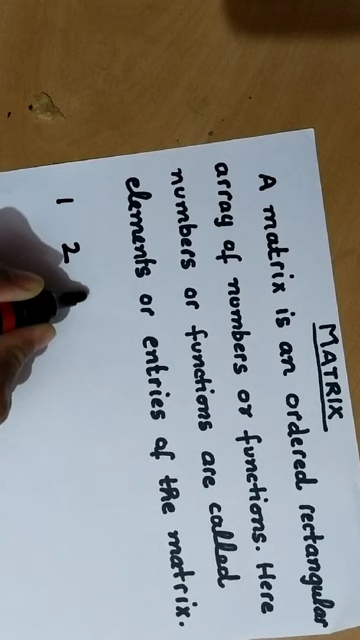 MATRIX
A matrix is an ordered rectangular
array of numbers or functions. Here
numbers or functions are called
elements or entries of the matrix.
1 2